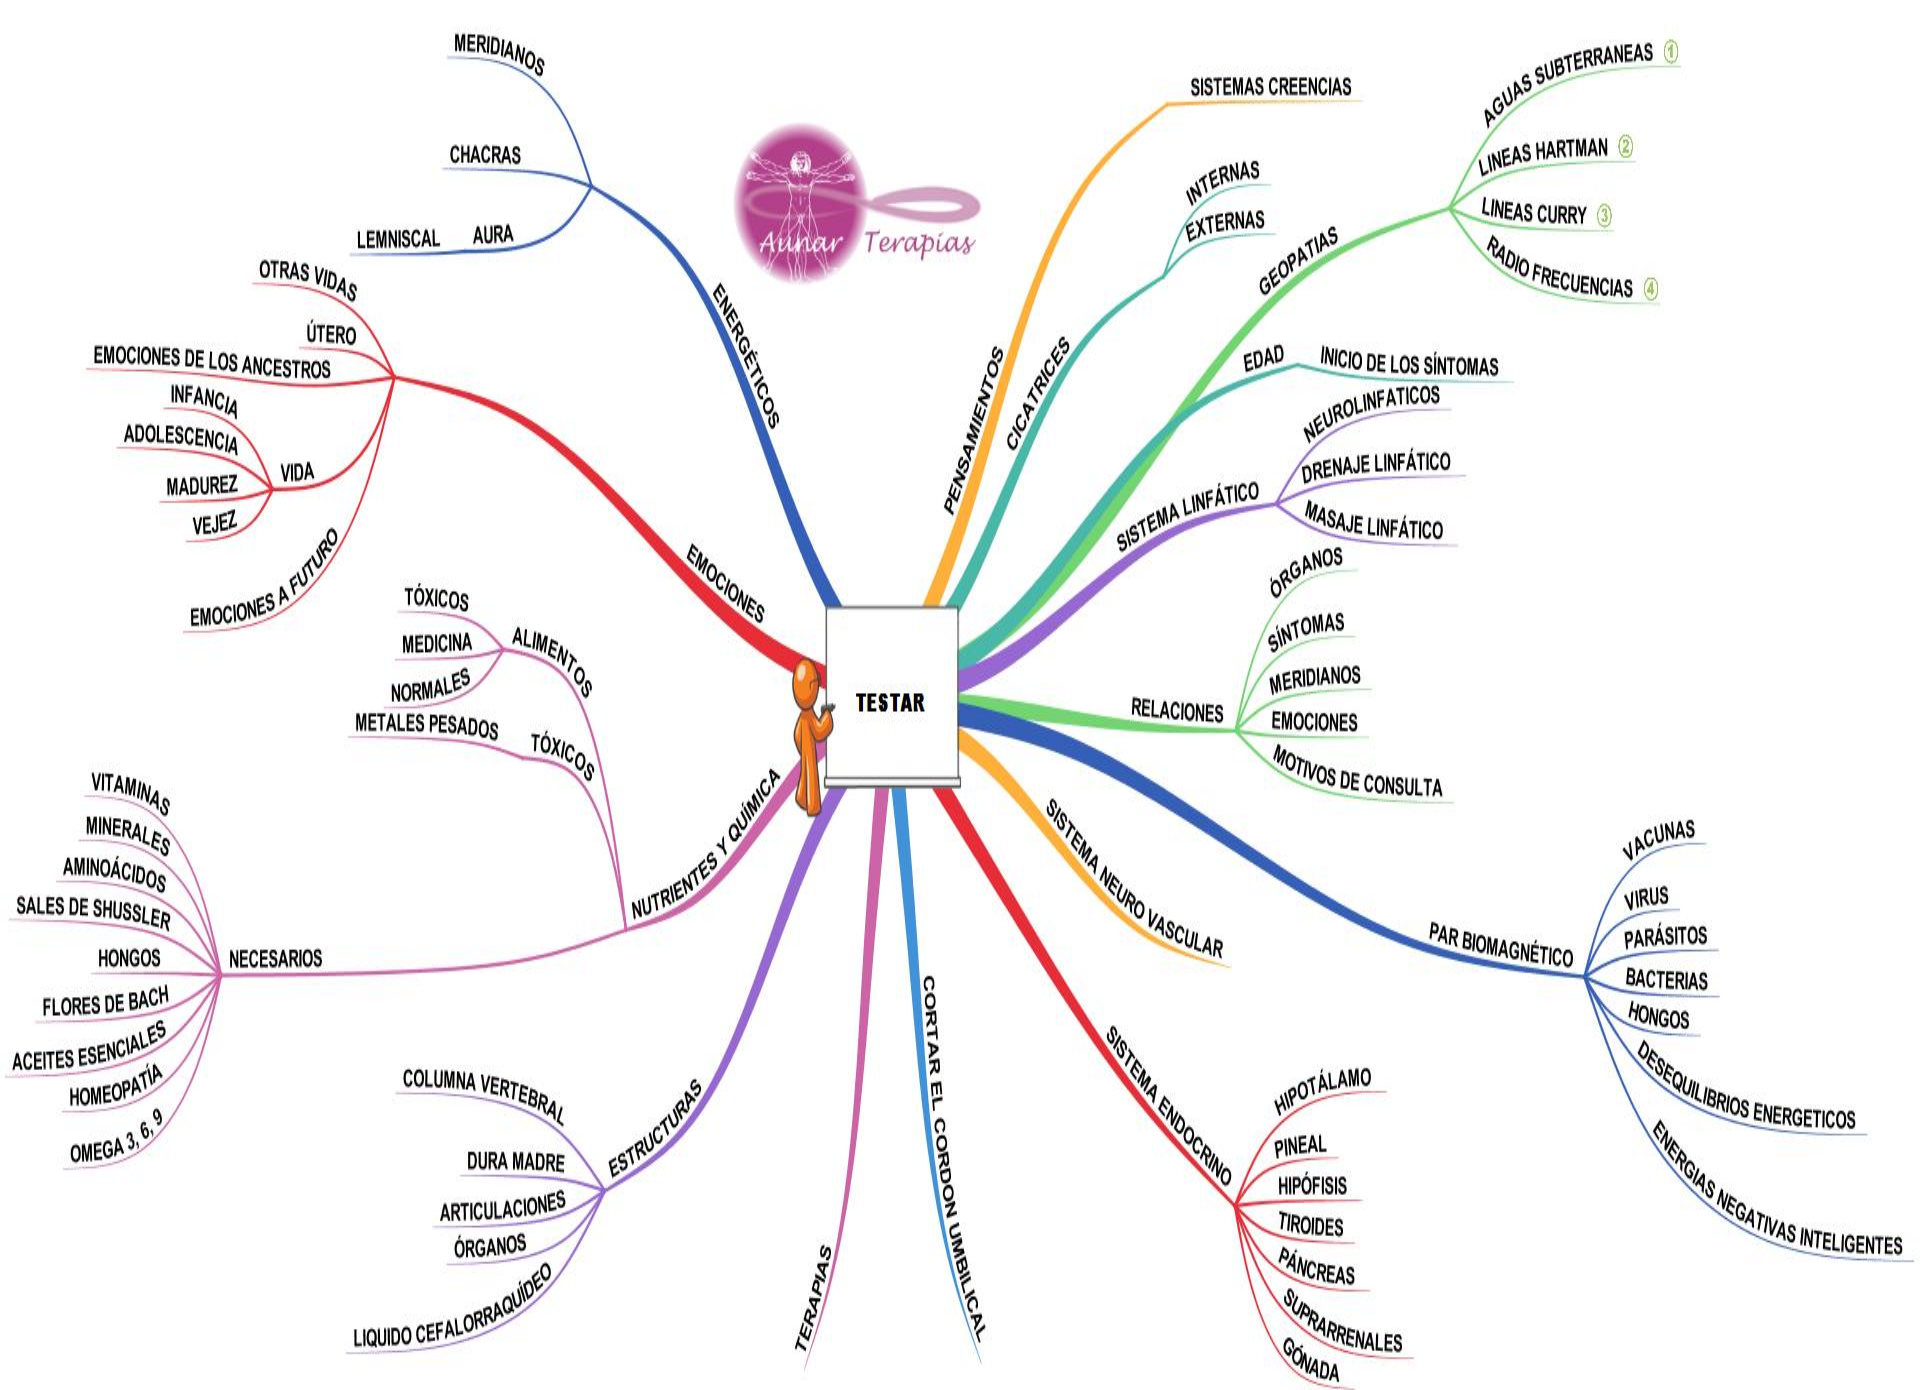 TESTAR
Aunar Terapias
PENSAMIENTOS
SISTEMAS CREENCIAS
CICATRICES
INTERNAS
EXTERNAS
GEOPATIAS
AGUAS SUBTERRANEAS 1
LINEAS HARTMAN 2
LINEAS CURRY 3
RADIO FRECUENCIAS 4
EDAD
INICIO DE LOS SÍNTOMAS
SISTEMA LINFÁTICO
NEUROLINFATICOS
DRENAJE LINFÁTICO
MASAJE LINFÁTICO
RELACIONES
ÓRGANOS
SÍNTOMAS
MERIDIANOS
EMOCIONES
MOTIVOS DE CONSULTA
PAR BIOMAGNÉTICO
VACUNAS
VIRUS
PARÁSITOS
BACTERIAS
HONGOS
DESEQUILIBRIOS ENERGETICOS
ENERGIAS NEGATIVAS INTELIGENTES
SISTEMA NEURO VASCULAR
SISTEMA ENDOCRINO
HIPOTÁLAMO
PINEAL
HIPÓFISIS
TIROIDES
PÁNCREAS
SUPRARRENALES
GÓNADA
CORTAR EL CORDON UMBILICAL
TERAPIAS
ESTRUCTURAS
COLUMNA VERTEBRAL
DURA MADRE
ARTICULACIONES
ÓRGANOS
LIQUIDO CEFALORRAQUÍDEO
NUTRIENTES Y QUÍMICA
ALIMENTOS
TÓXICOS
MEDICINA
NORMALES
TÓXICOS
METALES PESADOS
NECESARIOS
VITAMINAS
MINERALES
AMINOÁCIDOS
SALES DE SHUSSLER
HONGOS
FLORES DE BACH
ACEITES ESENCIALES
HOMEOPATÍA
OMEGA 3, 6, 9
EMOCIONES
OTRAS VIDAS
ÚTERO
EMOCIONES DE LOS ANCESTROS
VIDA
INFANCIA
ADOLESCENCIA
MADUREZ
VEJEZ
EMOCIONES A FUTURO
ENERGÉTICOS
MERIDIANOS
CHACRAS
AURA
LEMNISCAL